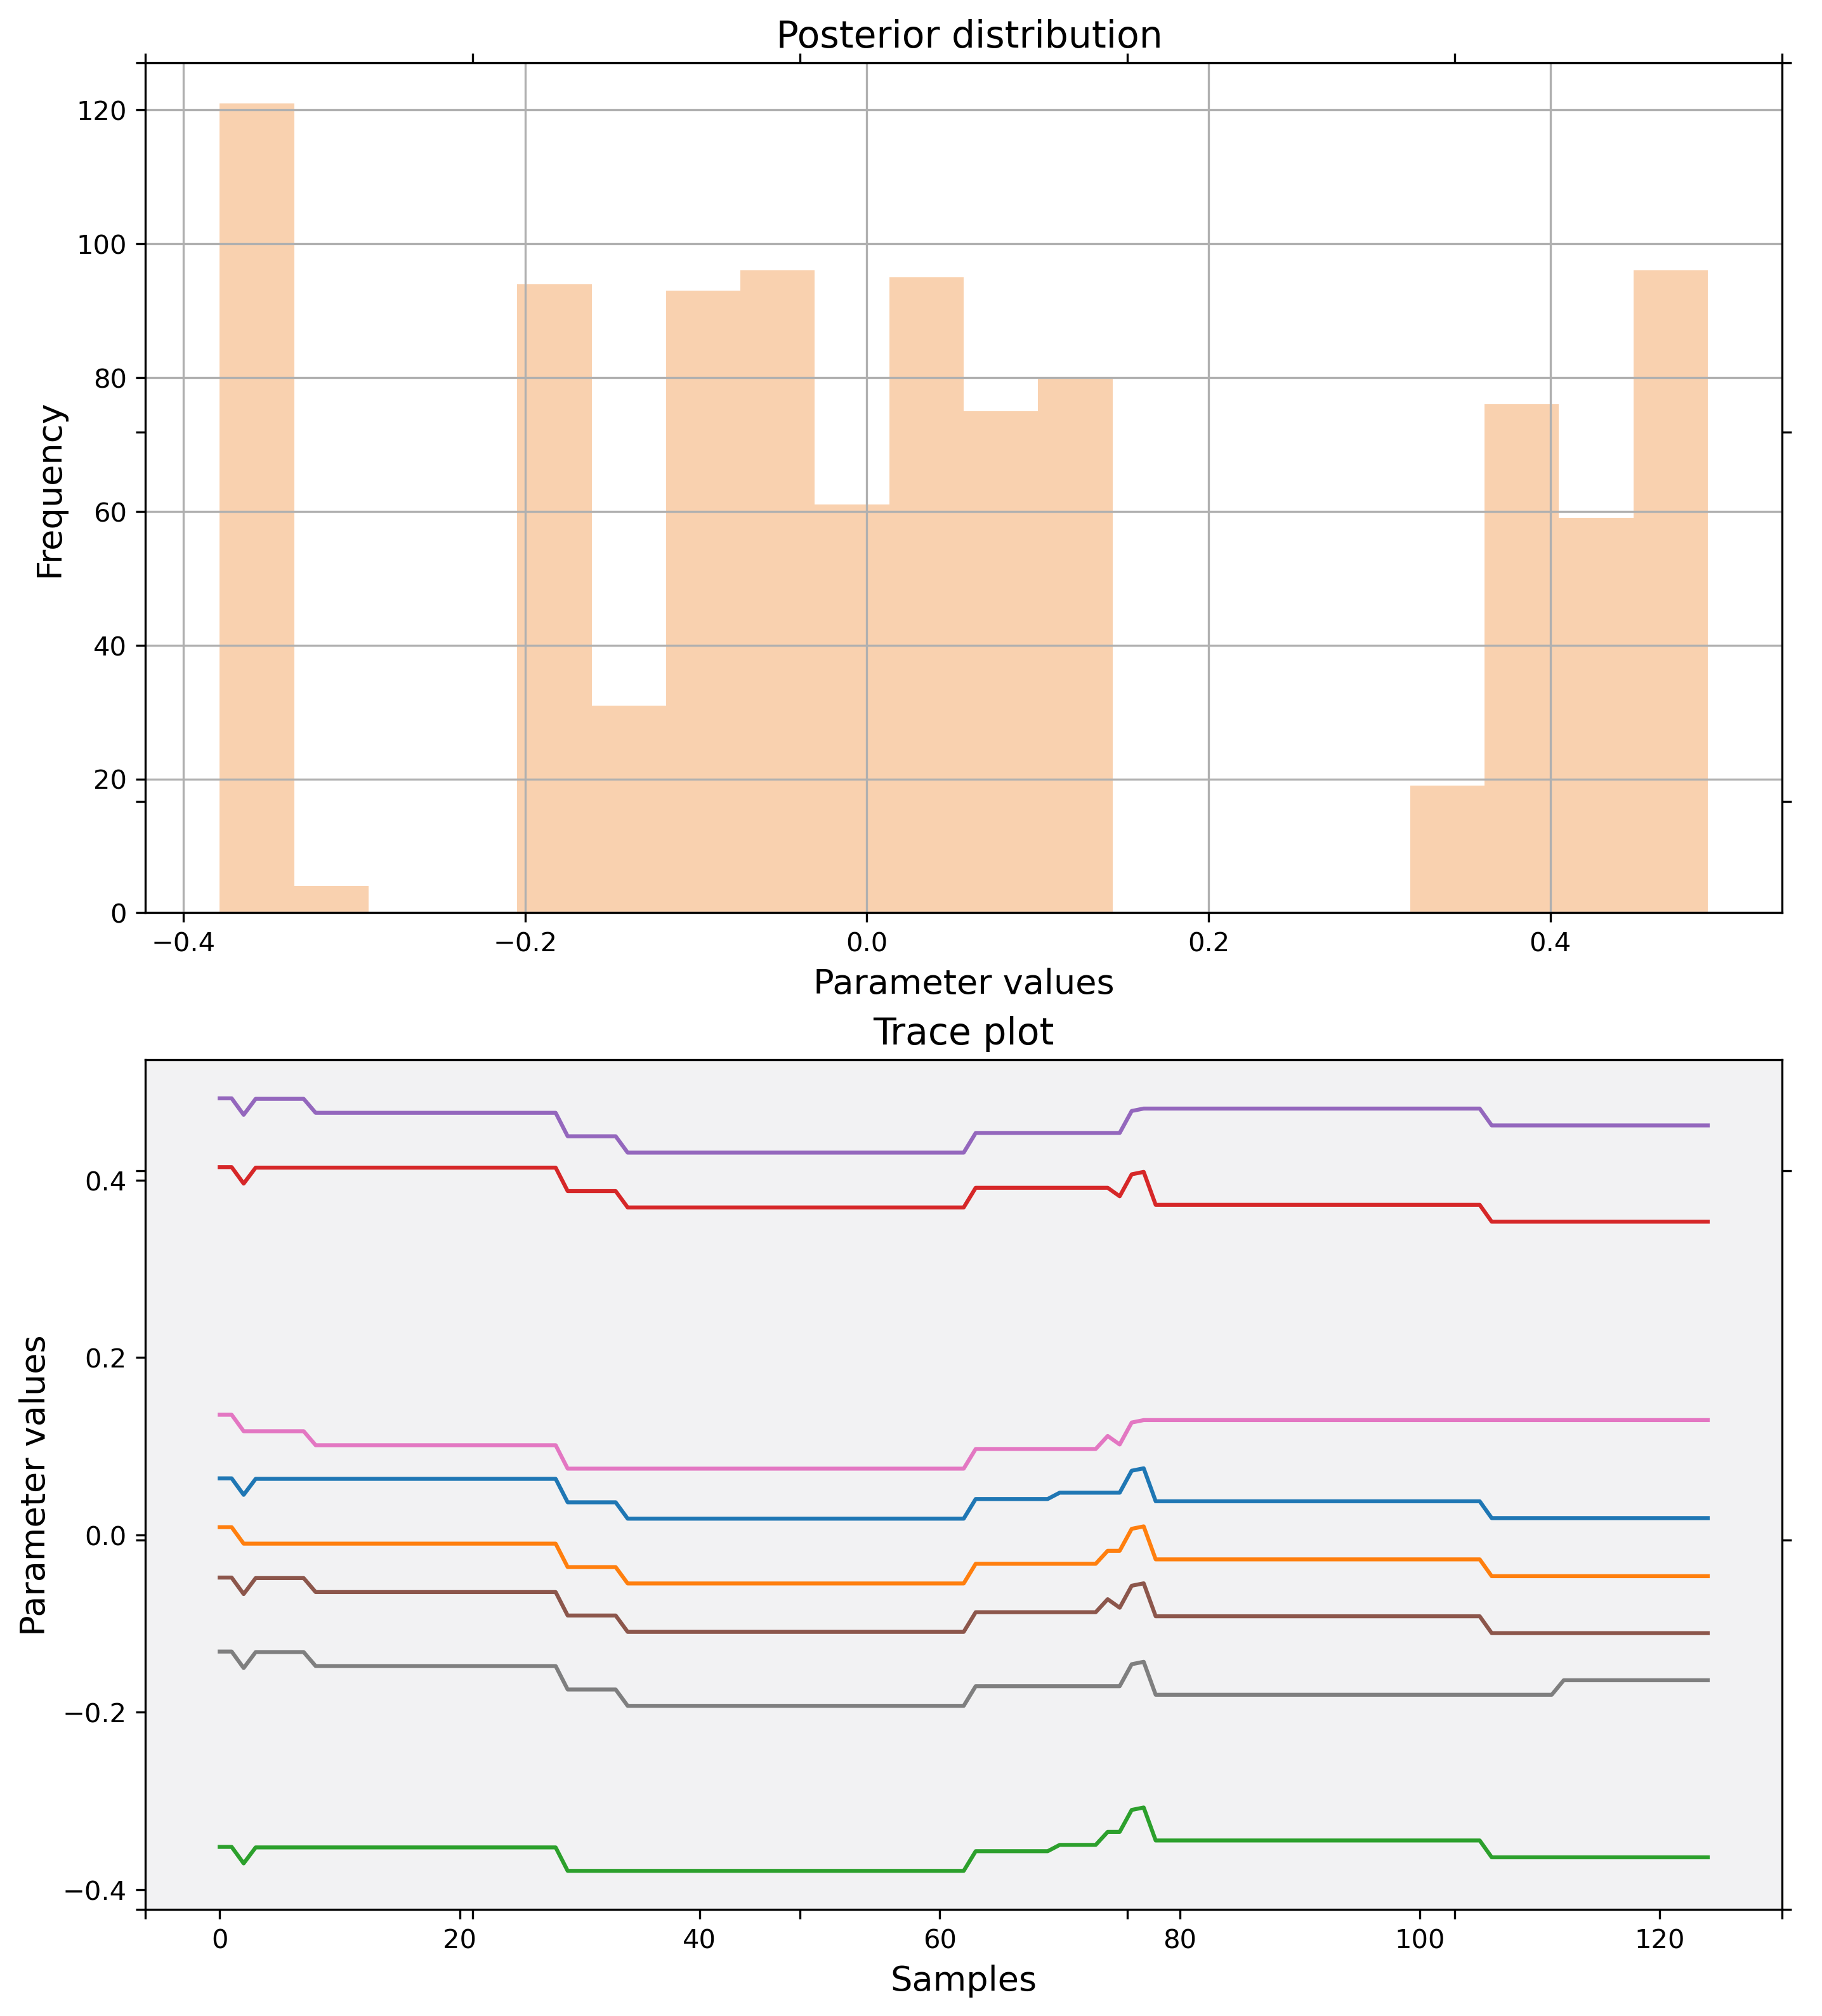 Posterior distribution
120
100
80
60
40
20
0
Frequency
−0.4 −0.2 0.0 0.2 0.4
Parameter values
Trace plot
0.4
0.2
0.0
−0.2
−0.4
Parameter values
0 20 40 60 80 100 120
Samples